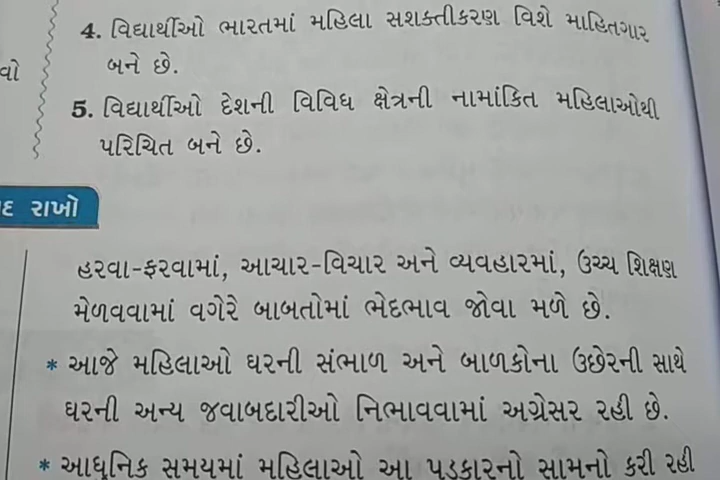 4. વિદ્યાર્થીઓ ભારતમાં મહિલા સશક્તીકરણ વિશે માહિતગાર
વો
બને છે.
5. વિદ્યાર્થીઓ દેશની વિવિધ ક્ષેત્રની નામાંકિત મહિલાઓથી
પરિચિત બને છે.
દ રાખો
હરવા-ફરવામાં, આચાર-વિચાર અને વ્યવહારમાં, ઉચ્ચ શિક્ષણ
મેળવવામાં વગેરે બાબતોમાં ભેદભાવ જોવા મળે છે.
* આજે મહિલાઓ ઘરની સંભાળ અને બાળકોના ઉછેરની સાથે
ઘરની અન્ય જવાબદારીઓ નિભાવવામાં અગ્રેસર રહી છે.
* આધુનિક સમયમાં મહિલાઓ આ પડકારનો સામનો કરી રહી